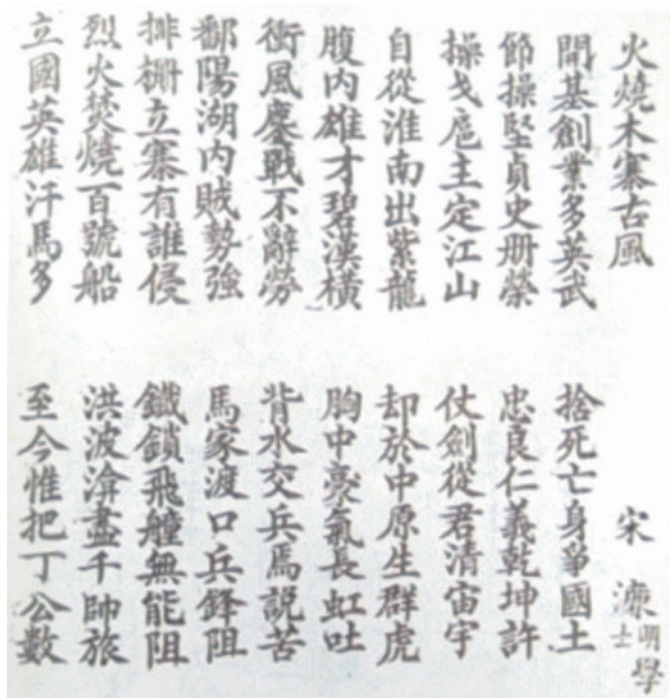 火燒木寨古風 宋濂 明學士
開基創業多英武 捨死亡身爭國土
節操堅貞史册榮 忠良仁義乾坤許
操戈扈主定江山 仗劍從君清宙宇
自從淮南出紫龍 却於中原生群虎
腹內雄才碧漢橫 胸中豪氣長虹吐
衝風鏖戰不辭勞 背水交兵焉說苦
鄱陽湖內賊勢強 馬家渡口兵鋒阻
排柵立寨有誰侵 鐵鎖飛艟無能阻
烈火焚燒百號船 洪波渰盡千帥旅
立國英雄汗馬多 至今惟把丁公數